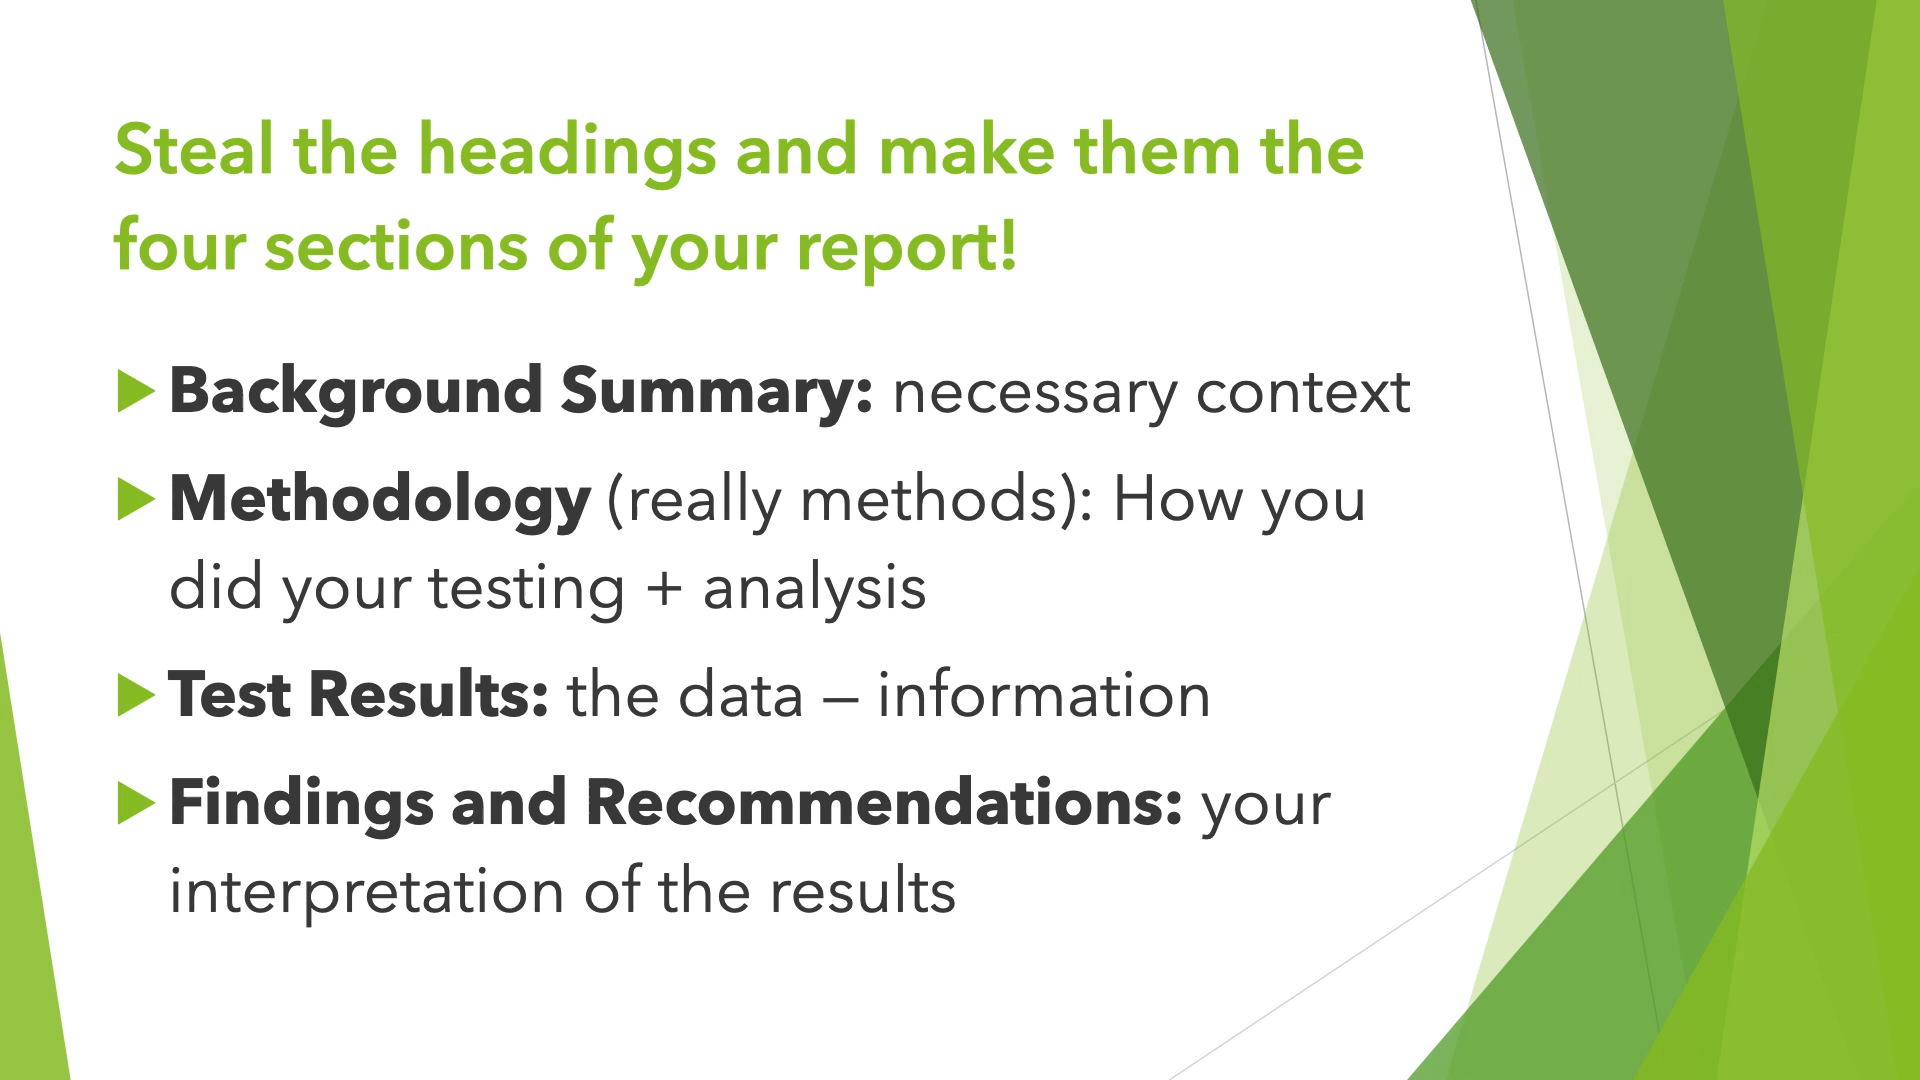 Steal the headings and make them the
four sections of your report!
Background Summary: necessary context
Methodology (really methods): How you
did your testing + analysis
Test Results: the data – information
Findings and Recommendations: your
interpretation of the results